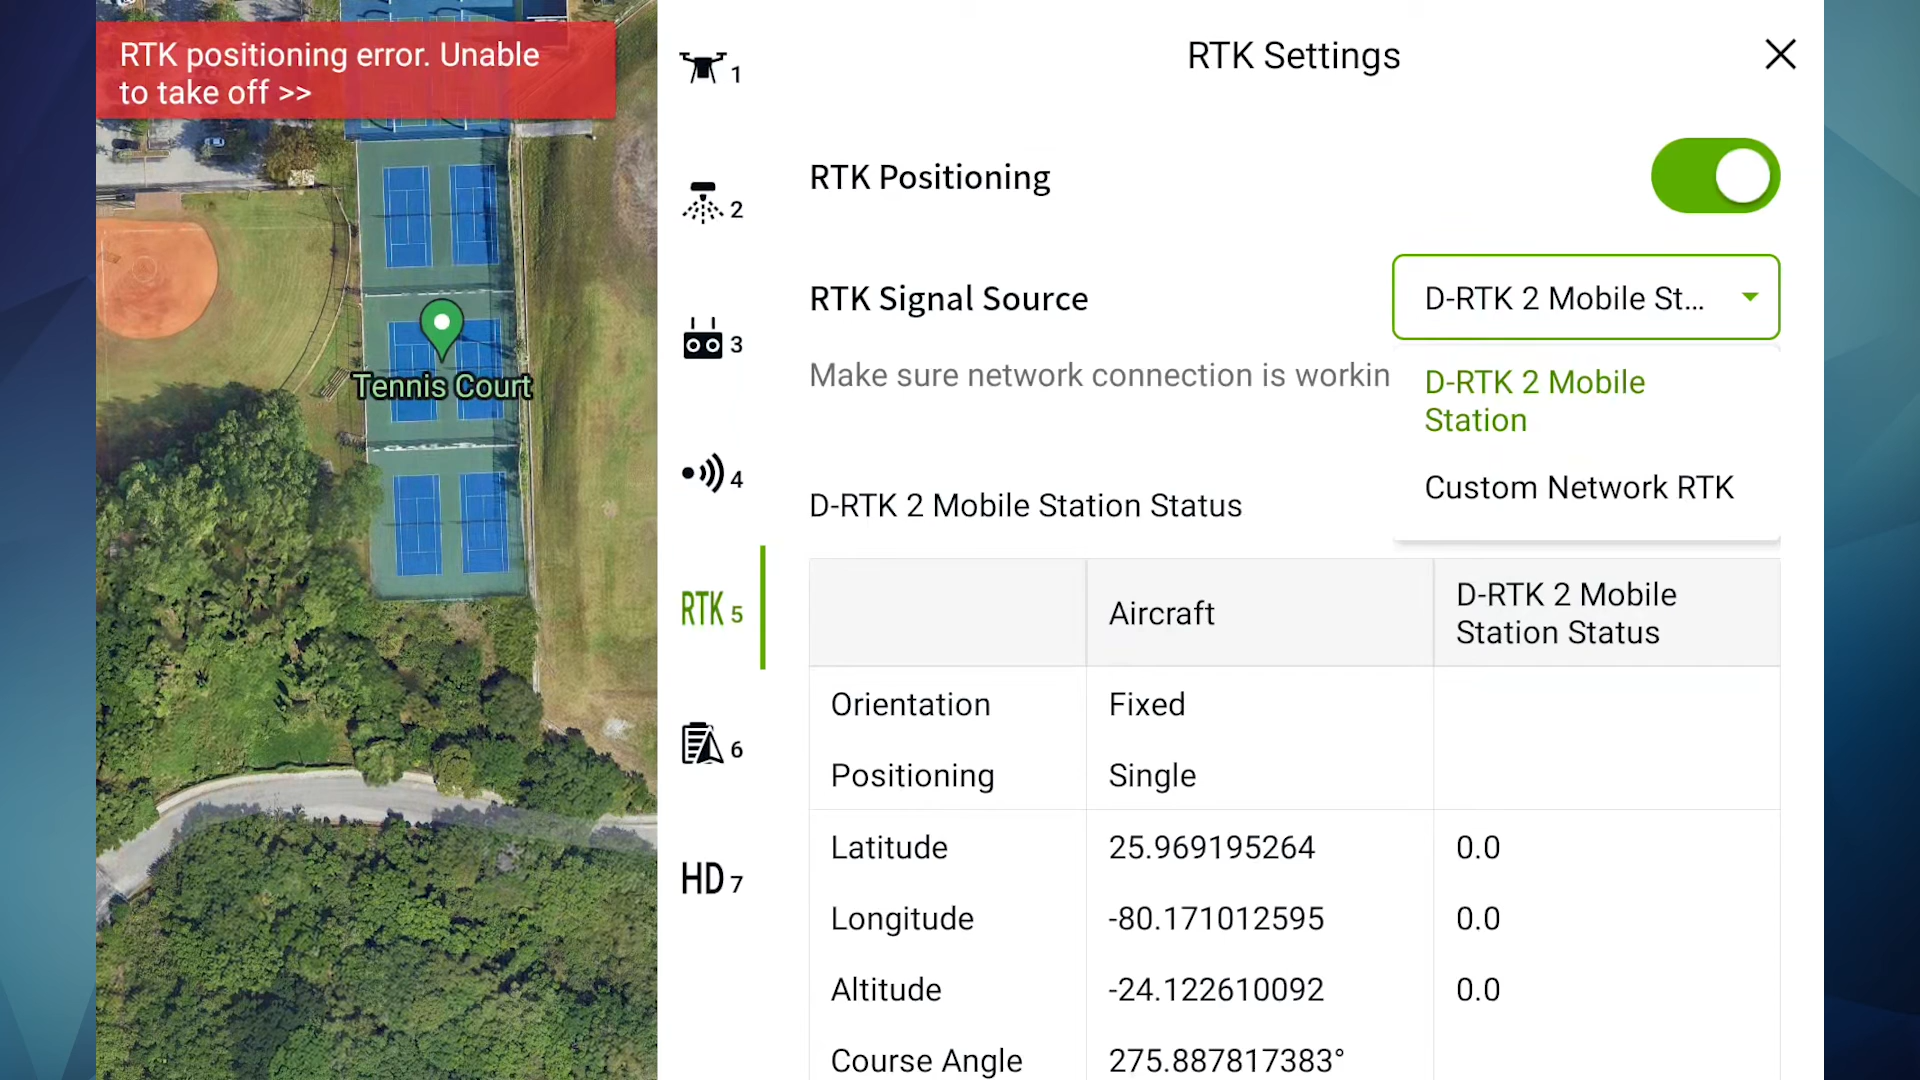 RTK positioning error. Unable
to take off >>
Tennis Court
1
2
3
4
RTK 5
6
HD 7
RTK Settings
RTK Positioning
RTK Signal Source
D-RTK 2 Mobile St...
Make sure network connection is workin
D-RTK 2 Mobile
Station
Custom Network RTK
D-RTK 2 Mobile Station Status
Aircraft
D-RTK 2 Mobile
Station Status
Orientation Fixed
Positioning Single
Latitude 25.969195264 0.0
Longitude -80.171012595 0.0
Altitude -24.122610092 0.0
Course Angle 275.887817383°